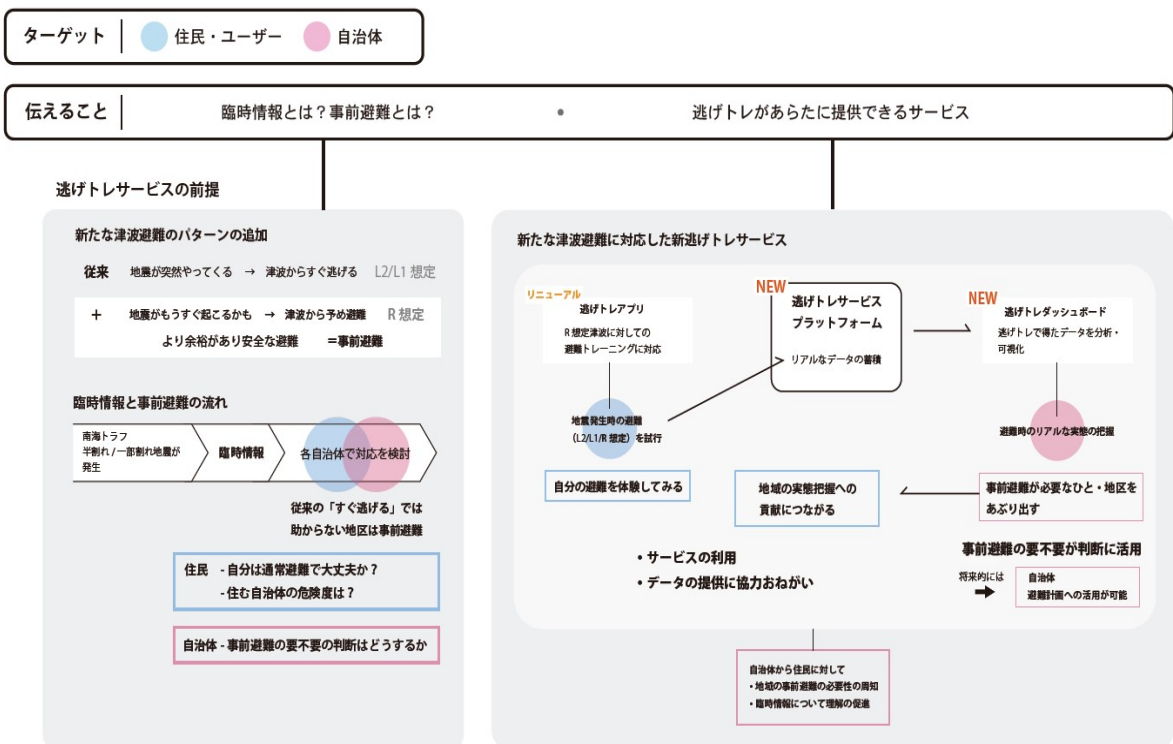 ターゲット 住民・ユーザー 自治体
伝えること 臨時情報とは？事前避難とは？ ・ 逃げトレがあらたに提供できるサービス
逃げトレサービスの前提
新たな津波避難のパターンの追加
従来 地震が突然やってくる → 津波からすぐ逃げる L2/L1 想定
＋ 地震がもうすぐ起こるかも → 津波から予め避難 R 想定
より余裕があり安全な避難 ＝事前避難
臨時情報と事前避難の流れ
南海トラフ
半割れ / 一部割れ地震が
発生
臨時情報
各自治体で対応を検討
従来の「すぐ逃げる」では
助からない地区は事前避難
住民 - 自分は通常避難で大丈夫か？
- 住む自治体の危険度は？
自治体 - 事前避難の要不要の判断はどうするか
新たな津波避難に対応した新逃げトレサービス
リニューアル
逃げトレアプリ
R 想定津波に対しての
避難トレーニングに対応
地震発生時の避難
（L2/L1/R 想定）を試行
自分の避難を体験してみる
NEW
逃げトレサービス
プラットフォーム
リアルなデータの蓄積
NEW
逃げトレダッシュボード
逃げトレで得たデータを分析・
可視化
避難時のリアルな実態の把握
地域の実態把握への
貢献につながる
事前避難が必要なひと・地区を
あぶり出す
・サービスの利用
・データの提供に協力おねがい
事前避難の要不要が判断に活用
将来的には
自治体
避難計画への活用が可能
自治体から住民に対して
・地域の事前避難の必要性の周知
・臨時情報について理解の促進